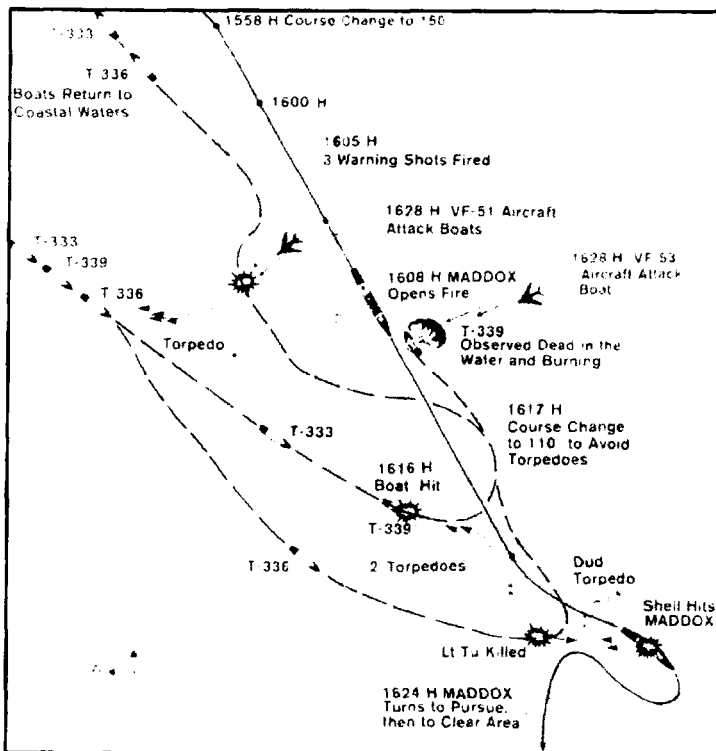 1558 H Course Change to 150
T-333
T 336
Boats Return to
Coastal Waters
1600 H
1605 H
3 Warning Shots Fired
1628 H VF-51 Aircraft
Attack Boats
1628 H VF-53
Aircraft Attack
Boat
T-333
T-339
T 336
1608 H MADDOX
Opens Fire
T-339
Observed Dead in the
Water and Burning
Torpedo
1617 H
Course Change
to 110 to Avoid
Torpedoes
T-333
1616 H
Boat Hit
T-339
2 Torpedoes
T-336
Dud
Torpedo
Shell Hits
MADDOX
Lt Tu Killed
1624 H MADDOX
Turns to Pursue,
then to Clear Area